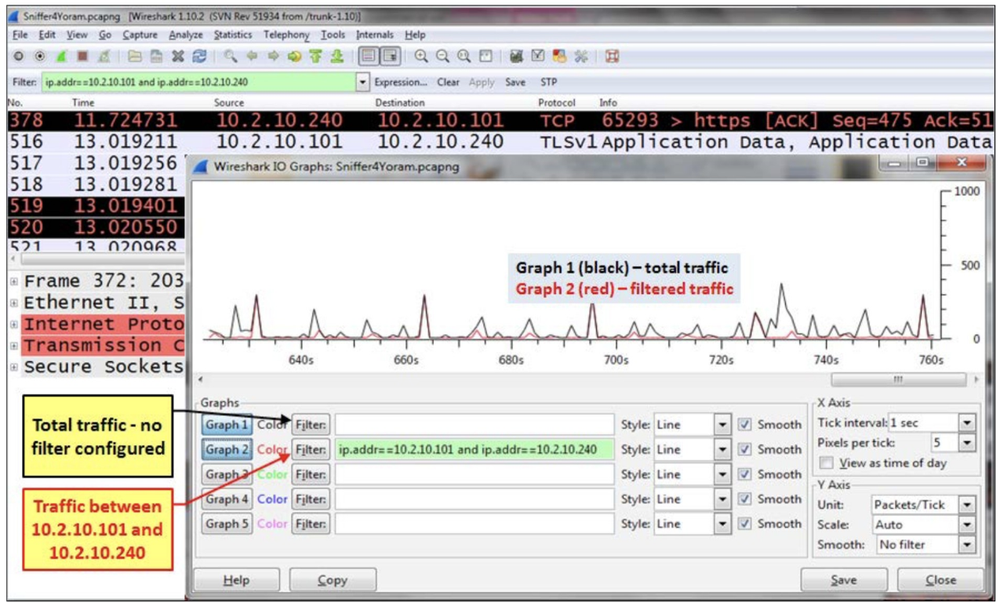 Sniffer4Yoram.pcapng [Wireshark 1.10.2 (SVN Rev 51934 from /trunk-1.10)]
File Edit View Go Capture Analyze Statistics Telephony Tools Internals Help
Filter: ip.addr==10.2.10.101 and ip.addr==10.2.10.240 Expression... Clear Apply Save STP
No. Time Source Destination Protocol Info
378 11.724731 10.2.10.240 10.2.10.101 TCP 65293 > https [ACK] Seq=475 Ack=51
516 13.019211 10.2.10.101 10.2.10.240 TLSv1 Application Data, Application Data
517 13.019256
518 13.019281
519 13.019401
520 13.020550
521 13.020968
Frame 372: 203
Ethernet II, S
Internet Proto
Transmission C
Secure Sockets
Wireshark IO Graphs: Sniffer4Yoram.pcapng
1000
500
0
Graph 1 (black) – total traffic
Graph 2 (red) – filtered traffic
640s 660s 680s 700s 720s 740s 760s
Graphs
Graph 1 Color Filter: Style: Line Smooth
Graph 2 Color Filter: ip.addr==10.2.10.101 and ip.addr==10.2.10.240 Style: Line Smooth
Graph 3 Color Filter: Style: Line Smooth
Graph 4 Color Filter: Style: Line Smooth
Graph 5 Color Filter: Style: Line Smooth
X Axis
Tick interval: 1 sec
Pixels per tick: 5
View as time of day
Y Axis
Unit: Packets/Tick
Scale: Auto
Smooth: No filter
Help Copy Save Close
Total traffic - no
filter configured
Traffic between
10.2.10.101 and
10.2.10.240